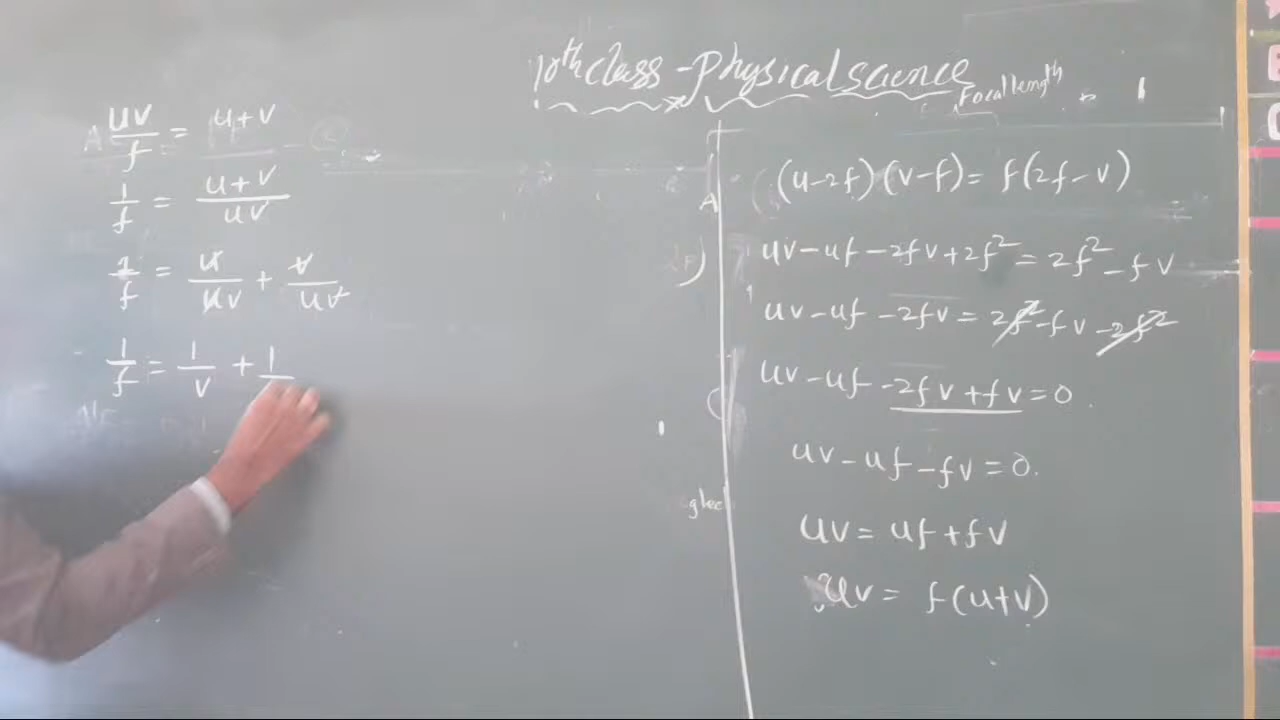 10th class - Physical science
Focal length
(u-2f)(v-f) = f(2f-v)
uv-uf-2fv+2f² = 2f²-fv
uv-uf-2fv = 2f²-fv-2f²
uv-uf-2fv+fv=0
uv-uf-fv=0.
uv= uf+fv
uv= f(u+v)
uv/f = u+v
1/f = u+v/uv
1/f = u/uv + v/uv
1/f = 1/v + 1